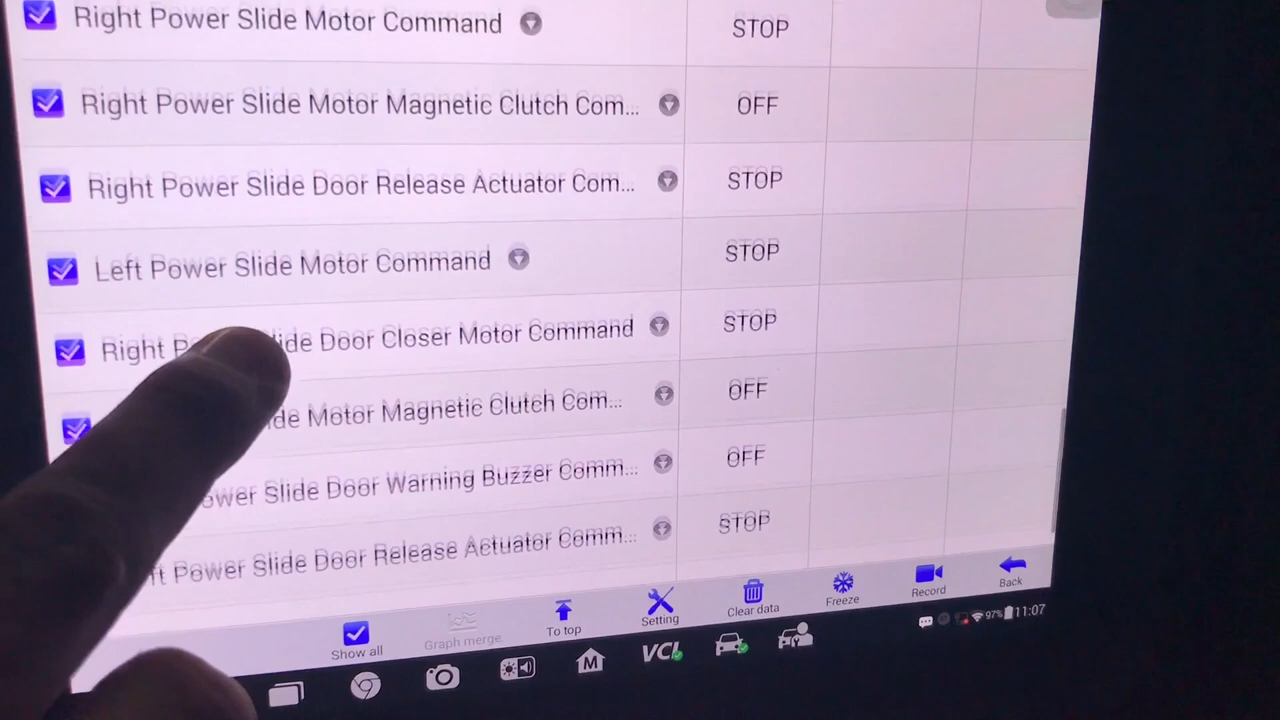 Right Power Slide Motor Command STOP
Right Power Slide Motor Magnetic Clutch Com... OFF
Right Power Slide Door Release Actuator Com... STOP
Left Power Slide Motor Command STOP
Right Door Closer Motor Command STOP
Motor Magnetic Clutch Com... OFF
Slide Door Warning Buzzer Comm... OFF
Power Slide Door Release Actuator Comm... STOP
Show all Graph merge To top Setting Clear data Freeze Record Back
M VCI 97% 11:07